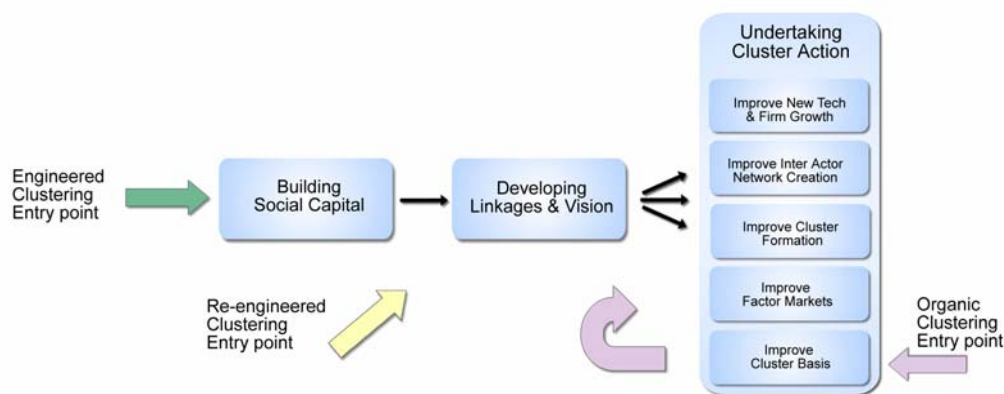 Engineered
Clustering
Entry point
Building
Social Capital
Developing
Linkages & Vision
Re-engineered
Clustering
Entry point
Undertaking
Cluster Action
Improve New Tech
& Firm Growth
Improve Inter Actor
Network Creation
Improve Cluster
Formation
Improve
Factor Markets
Improve
Cluster Basis
Organic
Clustering
Entry point